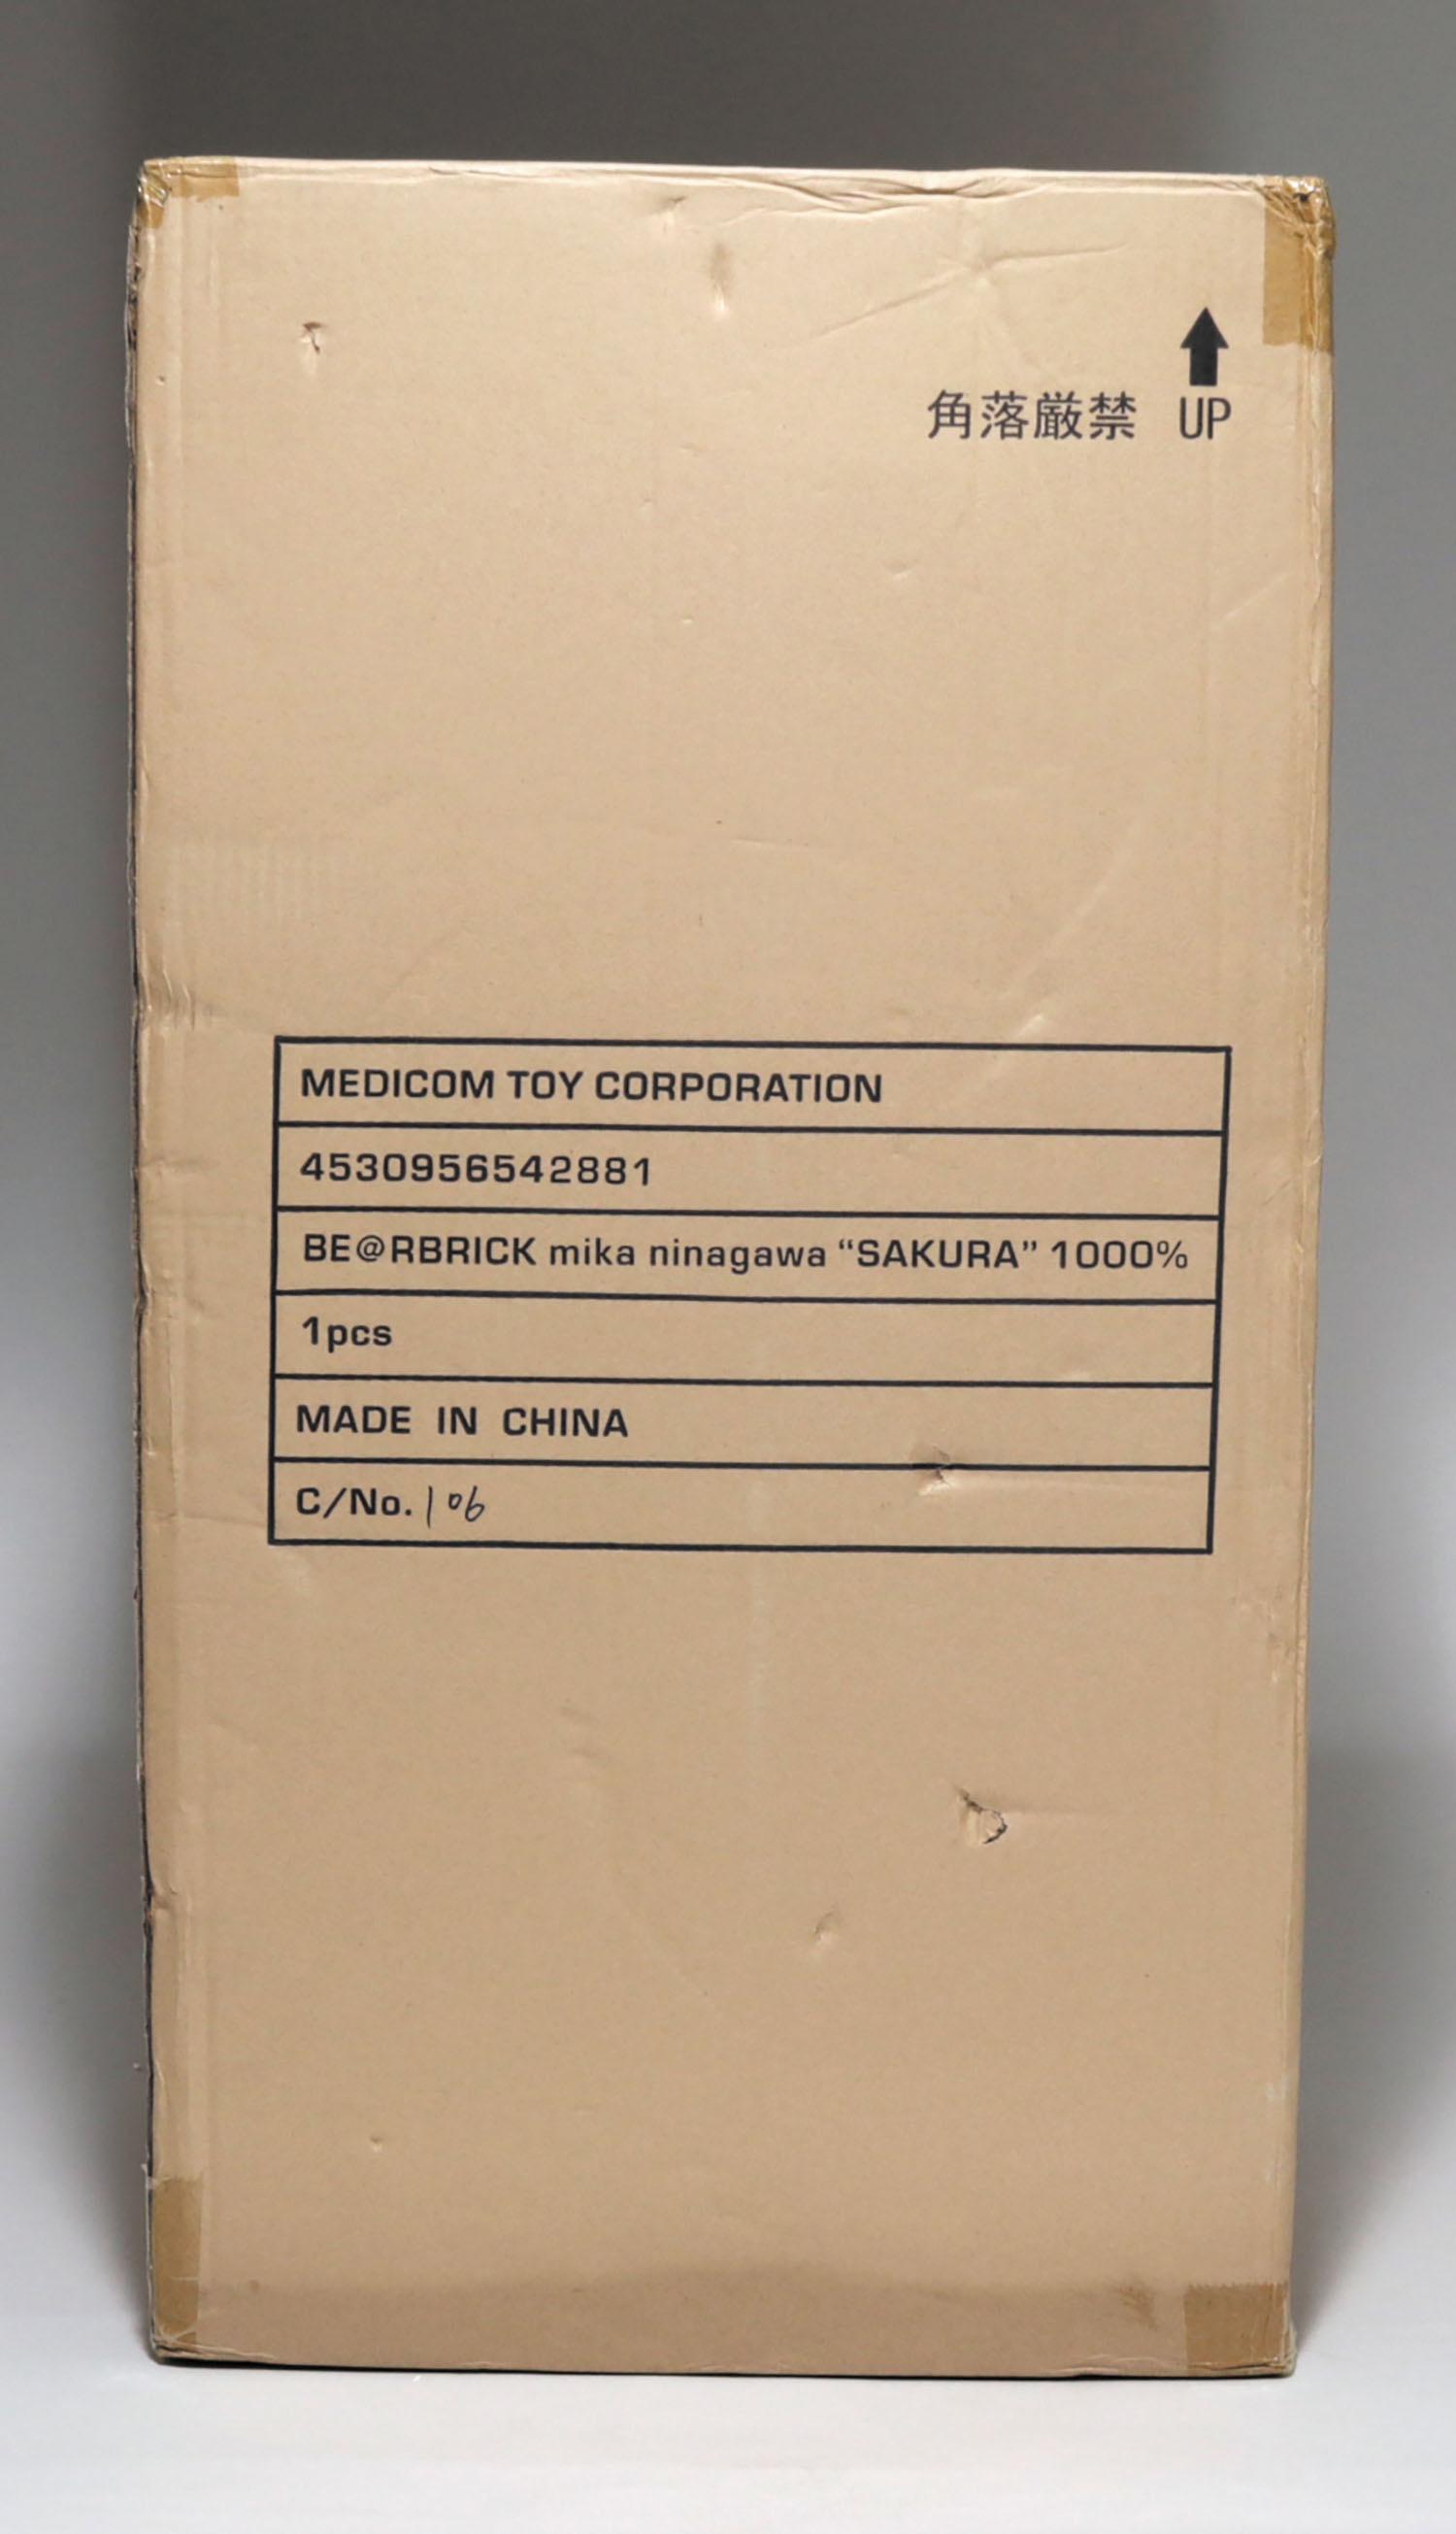 角落厳禁 UP
MEDICOM TOY CORPORATION
4530956542881
BE@RBRICK mika ninagawa “SAKURA” 1000%
1pcs
MADE IN CHINA
C/No. 106